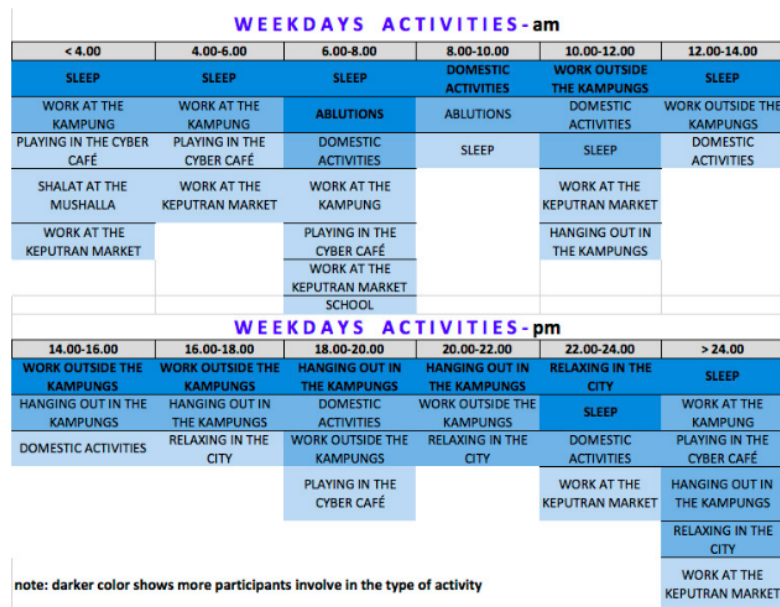 WEEKDAYS ACTIVITIES-am
< 4.00 4.00-6.00 6.00-8.00 8.00-10.00 10.00-12.00 12.00-14.00
SLEEP SLEEP SLEEP DOMESTIC ACTIVITIES WORK OUTSIDE THE KAMPUNGS SLEEP
WORK AT THE KAMPUNG WORK AT THE KAMPUNG ABLUTIONS ABLUTIONS DOMESTIC ACTIVITIES WORK OUTSIDE THE KAMPUNGS
PLAYING IN THE CYBER CAFÉ PLAYING IN THE CYBER CAFÉ DOMESTIC ACTIVITIES SLEEP SLEEP DOMESTIC ACTIVITIES
SHALAT AT THE MUSHALLA WORK AT THE KEPUTRAN MARKET WORK AT THE KAMPUNG WORK AT THE KEPUTRAN MARKET
WORK AT THE KEPUTRAN MARKET PLAYING IN THE CYBER CAFÉ HANGING OUT IN THE KAMPUNGS
WORK AT THE KEPUTRAN MARKET
SCHOOL
WEEKDAYS ACTIVITIES-pm
14.00-16.00 16.00-18.00 18.00-20.00 20.00-22.00 22.00-24.00 > 24.00
WORK OUTSIDE THE KAMPUNGS WORK OUTSIDE THE KAMPUNGS HANGING OUT IN THE KAMPUNGS HANGING OUT IN THE KAMPUNGS RELAXING IN THE CITY SLEEP
HANGING OUT IN THE KAMPUNGS HANGING OUT IN THE KAMPUNGS DOMESTIC ACTIVITIES WORK OUTSIDE THE KAMPUNGS SLEEP WORK AT THE KAMPUNG
DOMESTIC ACTIVITIES RELAXING IN THE CITY WORK OUTSIDE THE KAMPUNGS RELAXING IN THE CITY DOMESTIC ACTIVITIES PLAYING IN THE CYBER CAFÉ
PLAYING IN THE CYBER CAFÉ WORK AT THE KEPUTRAN MARKET HANGING OUT IN THE KAMPUNGS
RELAXING IN THE CITY
note: darker color shows more participants involve in the type of activity WORK AT THE KEPUTRAN MARKET